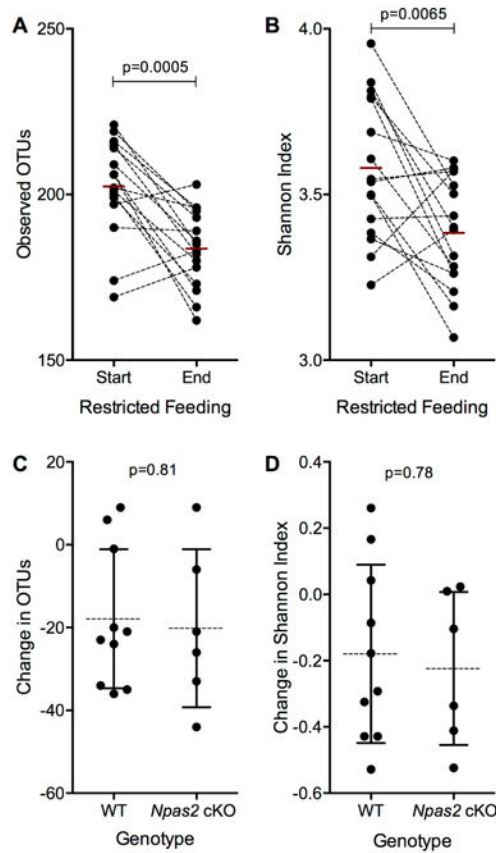 A
p=0.0005
Observed OTUs
250
200
150
Start End
Restricted Feeding
B
p=0.0065
Shannon Index
4.0
3.5
3.0
Start End
Restricted Feeding
C
p=0.81
Change in OTUs
20
0
-20
-40
-60
WT Npas2 cKO
Genotype
D
p=0.78
Change in Shannon Index
0.4
0.2
0.0
-0.2
-0.4
-0.6
WT Npas2 cKO
Genotype